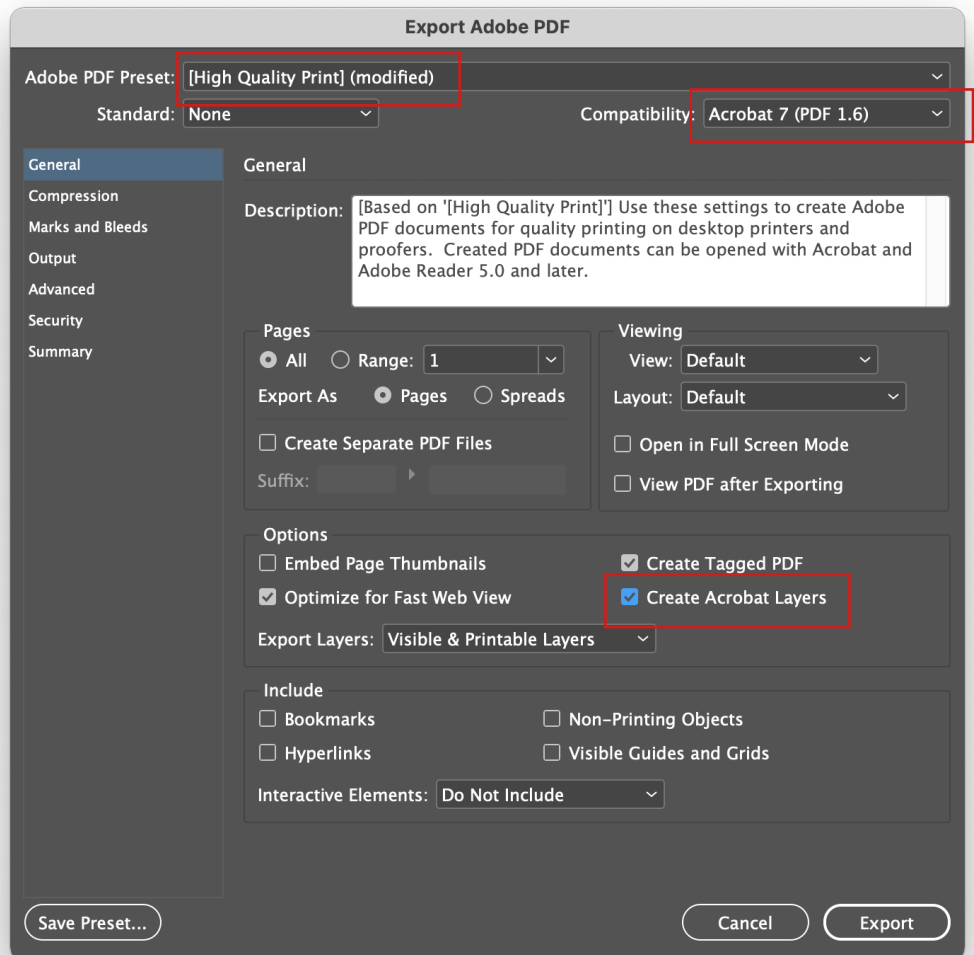 Export Adobe PDF
Adobe PDF Preset: [High Quality Print] (modified)
Standard: None Compatibility: Acrobat 7 (PDF 1.6)
General
Compression
Marks and Bleeds
Output
Advanced
Security
Summary
General
Description: [Based on '[High Quality Print]'] Use these settings to create Adobe
PDF documents for quality printing on desktop printers and
proofers.  Created PDF documents can be opened with Acrobat and
Adobe Reader 5.0 and later.
Pages
All Range: 1
Export As Pages Spreads
Create Separate PDF Files
Suffix:
Viewing
View: Default
Layout: Default
Open in Full Screen Mode
View PDF after Exporting
Options
Embed Page Thumbnails Create Tagged PDF
Optimize for Fast Web View Create Acrobat Layers
Export Layers: Visible & Printable Layers
Include
Bookmarks Non-Printing Objects
Hyperlinks Visible Guides and Grids
Interactive Elements: Do Not Include
Save Preset... Cancel Export